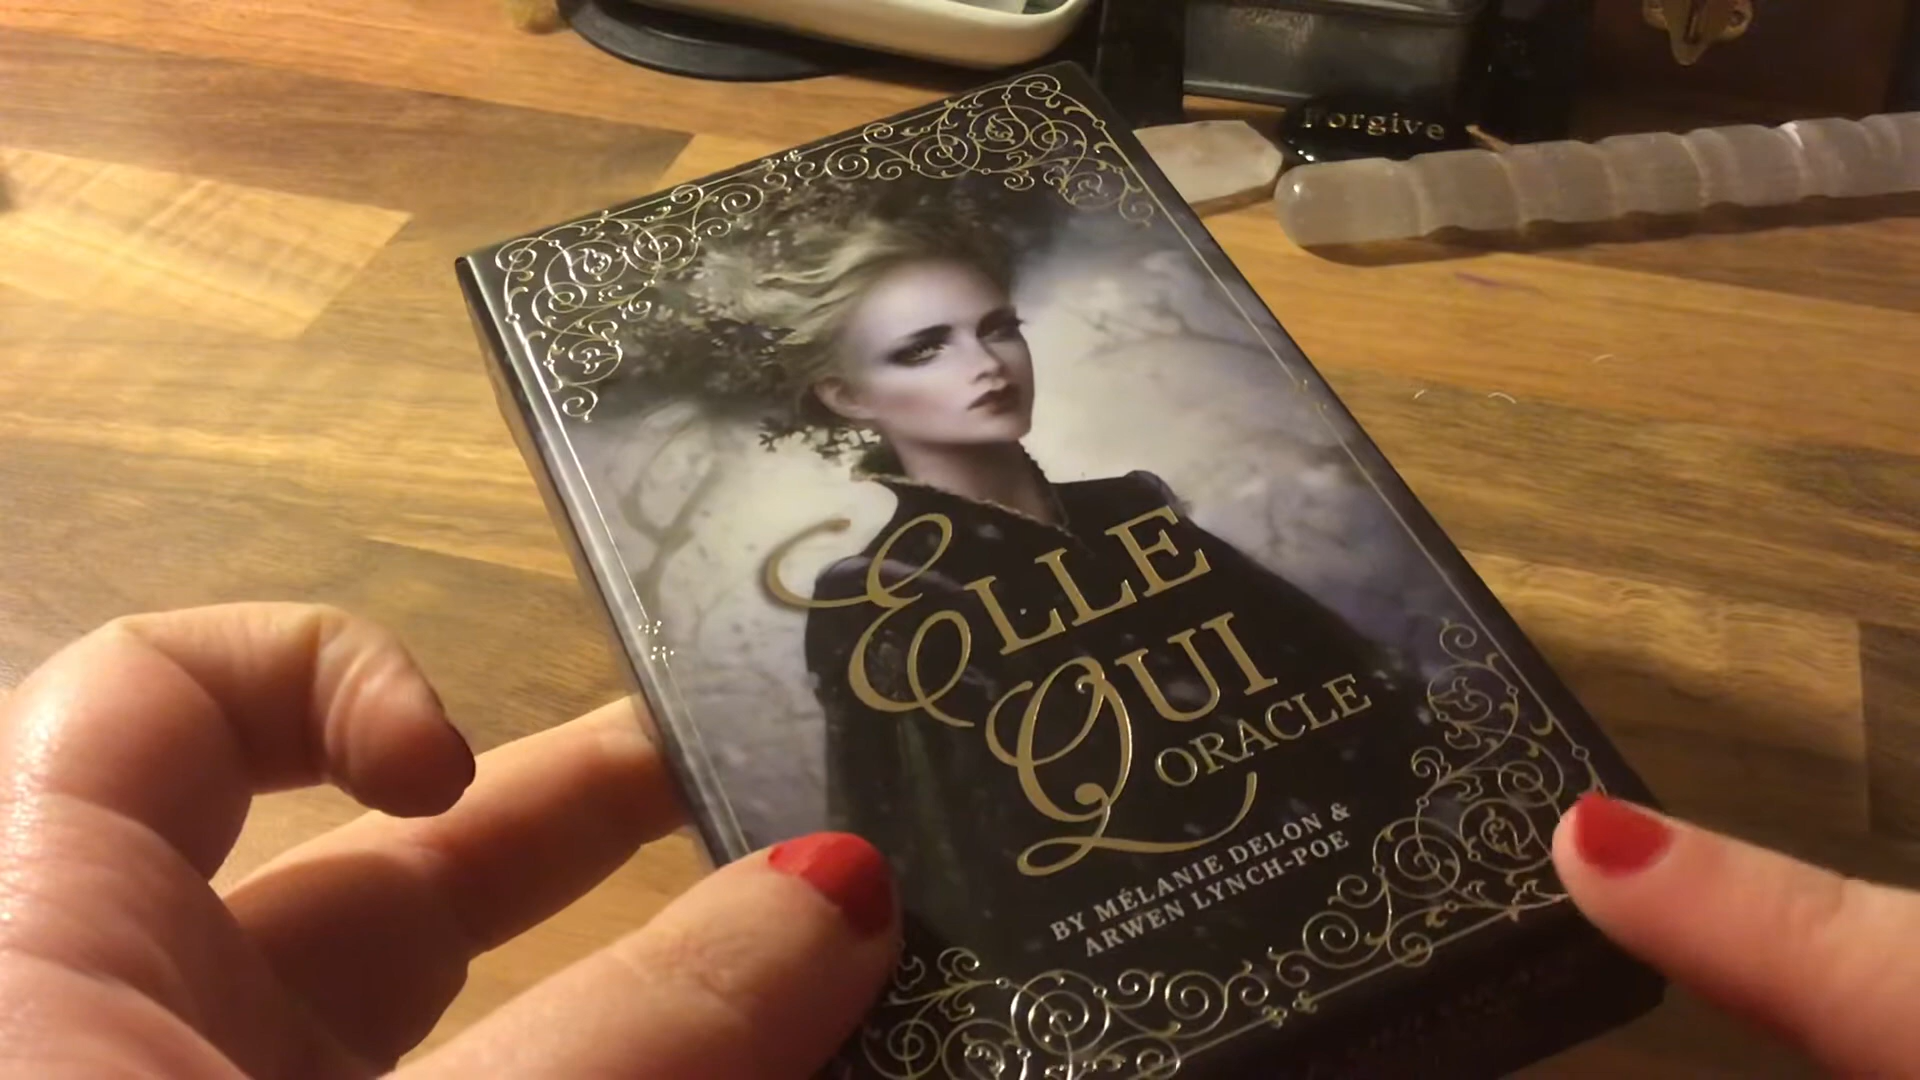 Forgive
ELLE
QUI
ORACLE
BY MÉLANIE DELON &
ARWEN LYNCH-POE